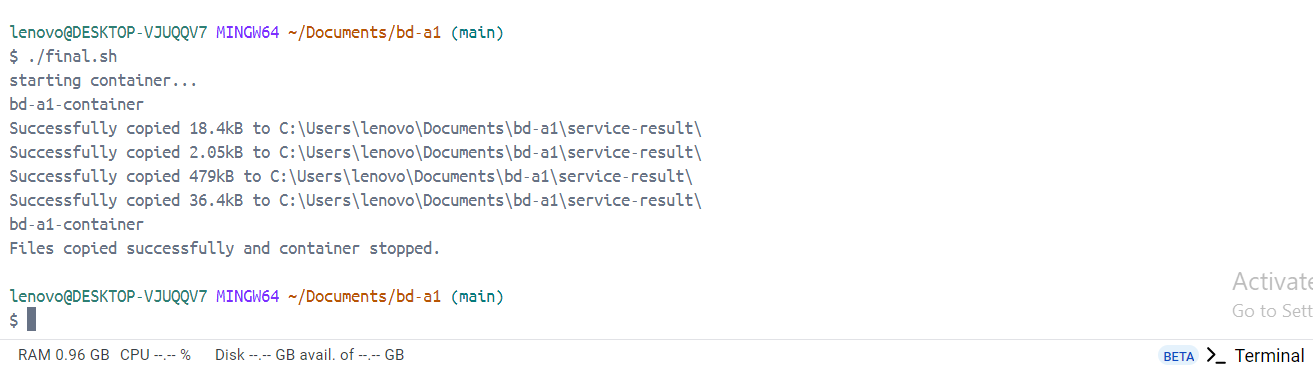 lenovo@DESKTOP-VJUQQV7 MINGW64 ~/Documents/bd-a1 (main)
$ ./final.sh
starting container...
bd-a1-container
Successfully copied 18.4kB to C:\Users\lenovo\Documents\bd-a1\service-result\
Successfully copied 2.05kB to C:\Users\lenovo\Documents\bd-a1\service-result\
Successfully copied 479kB to C:\Users\lenovo\Documents\bd-a1\service-result\
Successfully copied 36.4kB to C:\Users\lenovo\Documents\bd-a1\service-result\
bd-a1-container
Files copied successfully and container stopped.
lenovo@DESKTOP-VJUQQV7 MINGW64 ~/Documents/bd-a1 (main)
$
Activate
Go to Sett
RAM 0.96 GB CPU --.-- % Disk --.-- GB avail. of --.-- GB BETA >_ Terminal